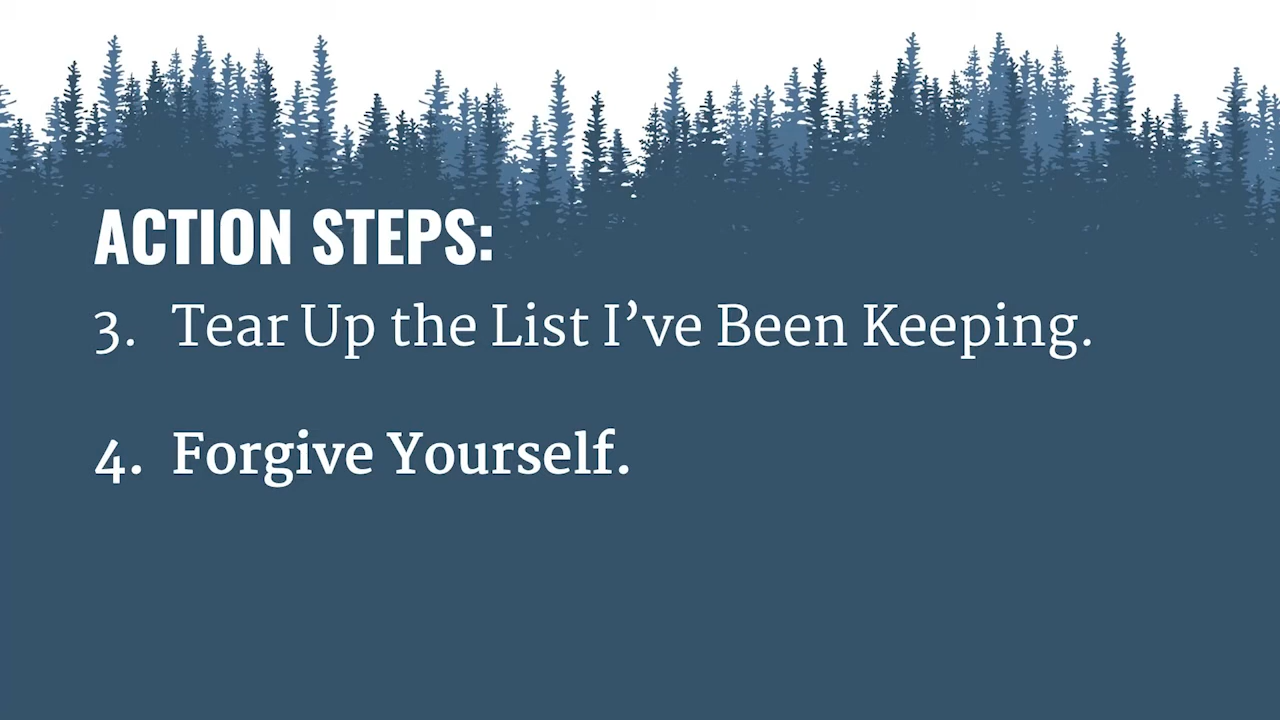 ACTION STEPS:
3. Tear Up the List I’ve Been Keeping.
4. Forgive Yourself.